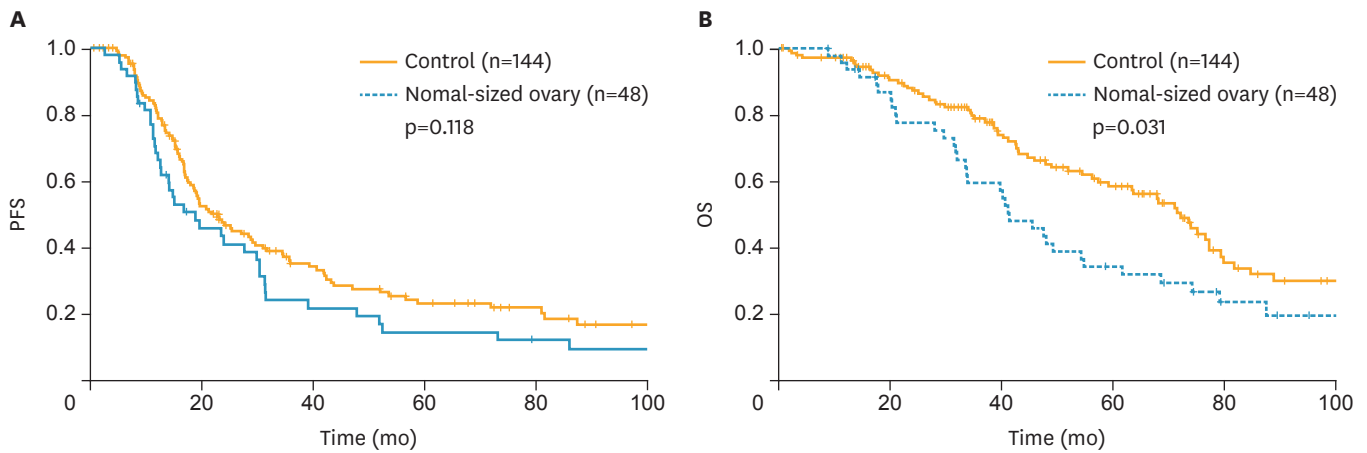 A
1.0
0.8
0.6
0.4
0.2
0
20
40
60
80
100
PFS
Time (mo)
Control (n=144)
Nomal-sized ovary (n=48)
p=0.118
B
1.0
0.8
0.6
0.4
0.2
0
20
40
60
80
100
OS
Time (mo)
Control (n=144)
Nomal-sized ovary (n=48)
p=0.031